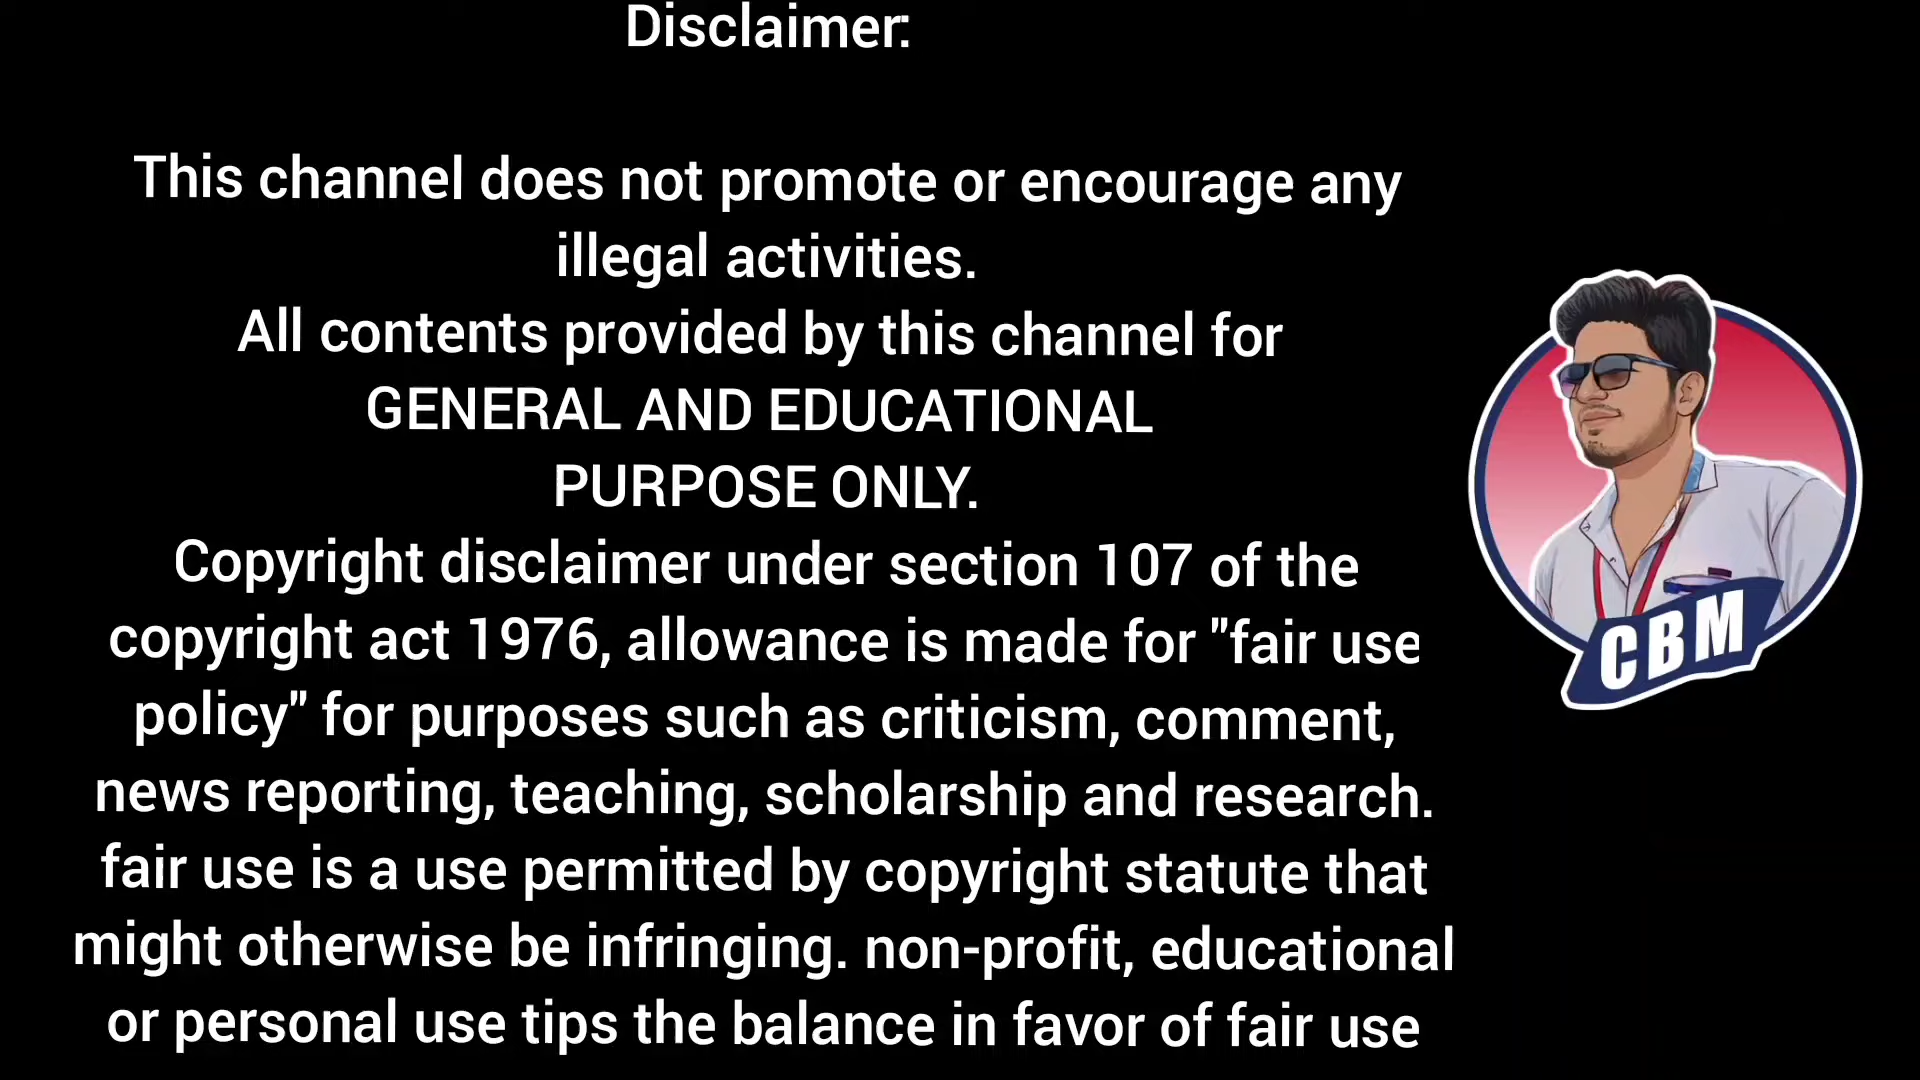 Disclaimer:
This channel does not promote or encourage any
illegal activities.
All contents provided by this channel for
GENERAL AND EDUCATIONAL
PURPOSE ONLY.
Copyright disclaimer under section 107 of the
copyright act 1976, allowance is made for "fair use
policy" for purposes such as criticism, comment,
news reporting, teaching, scholarship and research.
fair use is a use permitted by copyright statute that
might otherwise be infringing. non-profit, educational
or personal use tips the balance in favor of fair use
CBM